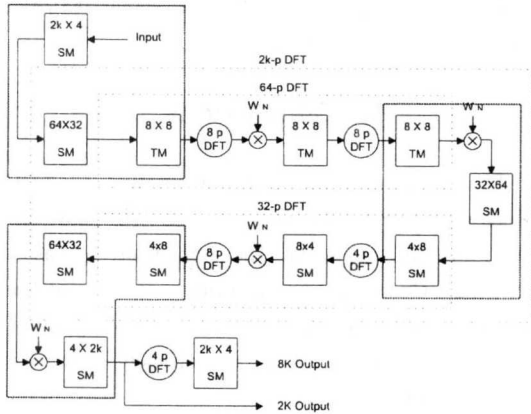 2k X 4
SM
Input
2k-p DFT
64-p DFT
64X32
SM
8 X 8
TM
8 p
DFT
W N
8 X 8
TM
8 p
DFT
8 X 8
TM
W N
32X64
SM
32-p DFT
64X32
SM
4x8
SM
8 p
DFT
W N
8x4
SM
4 p
DFT
4x8
SM
W N
4 X 2k
SM
4 p
DFT
2k X 4
SM
8K Output
2K Output